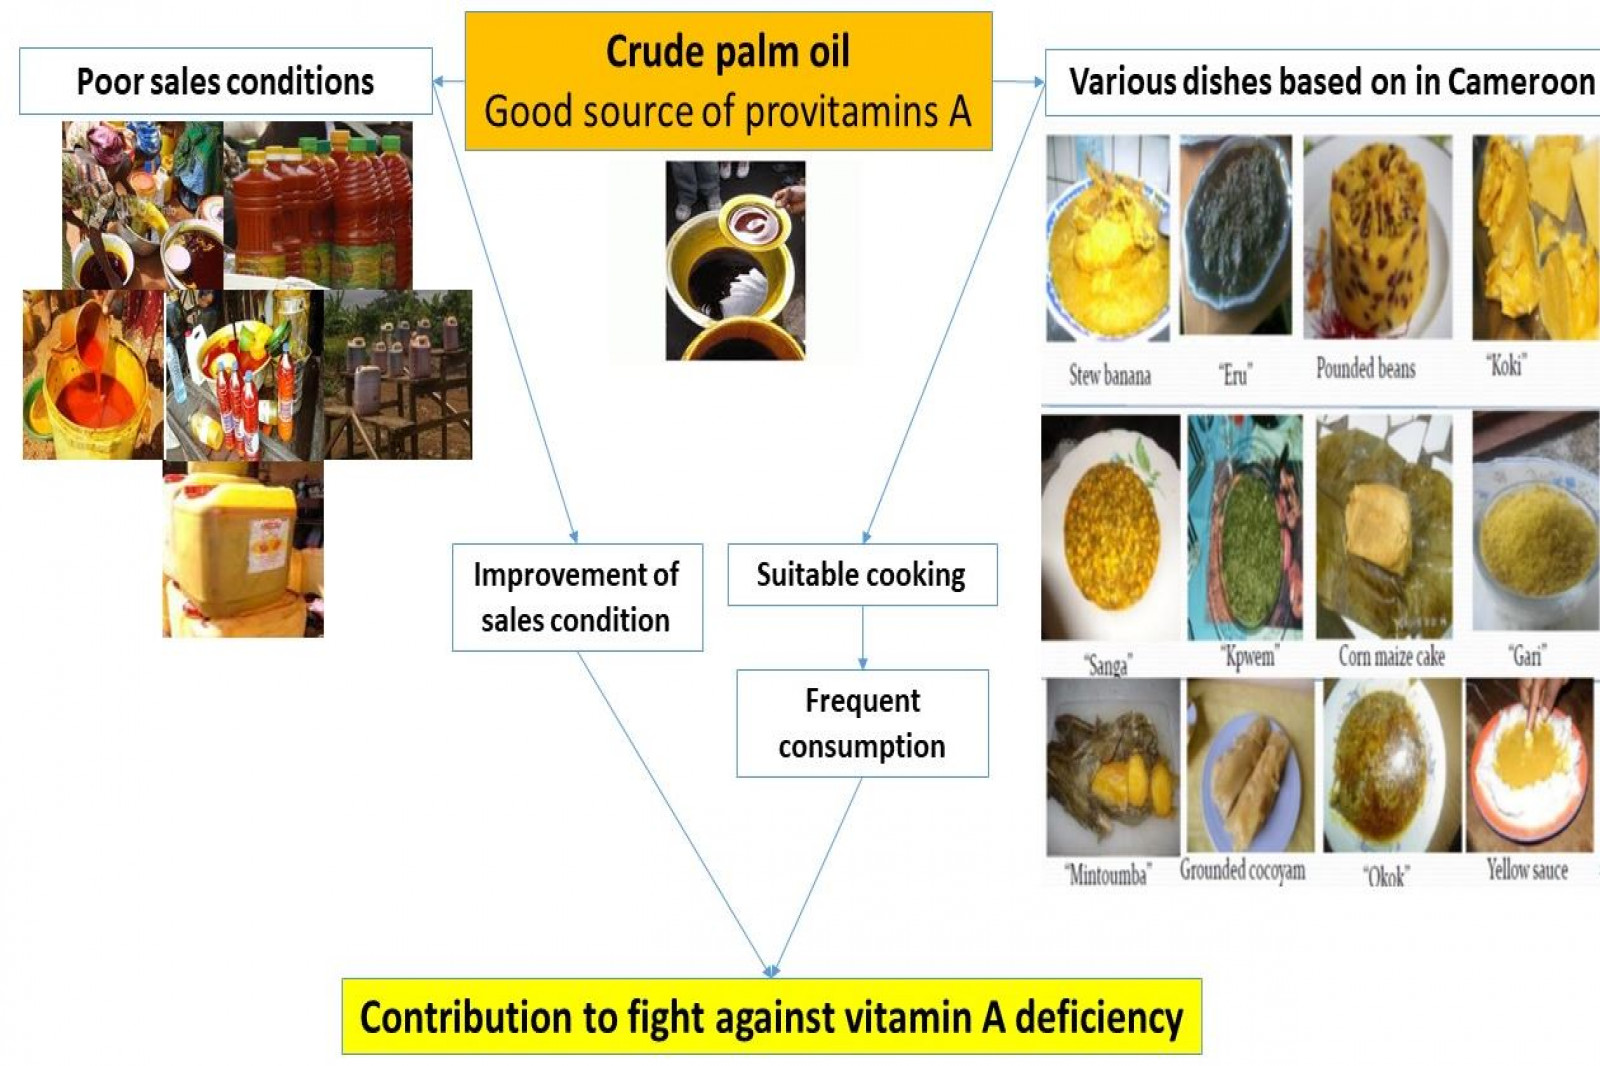 Crude palm oil
Good source of provitamins A
Poor sales conditions
Various dishes based on in Cameroon
Stew banana
“Eru”
Pounded beans
“Koki”
“Sanga”
“Kpwem”
Corn maize cake
“Gari”
“Mintoumba”
Grounded cocoyam
“Okok”
Yellow sauce
Improvement of
sales condition
Suitable cooking
Frequent
consumption
Contribution to fight against vitamin A deficiency